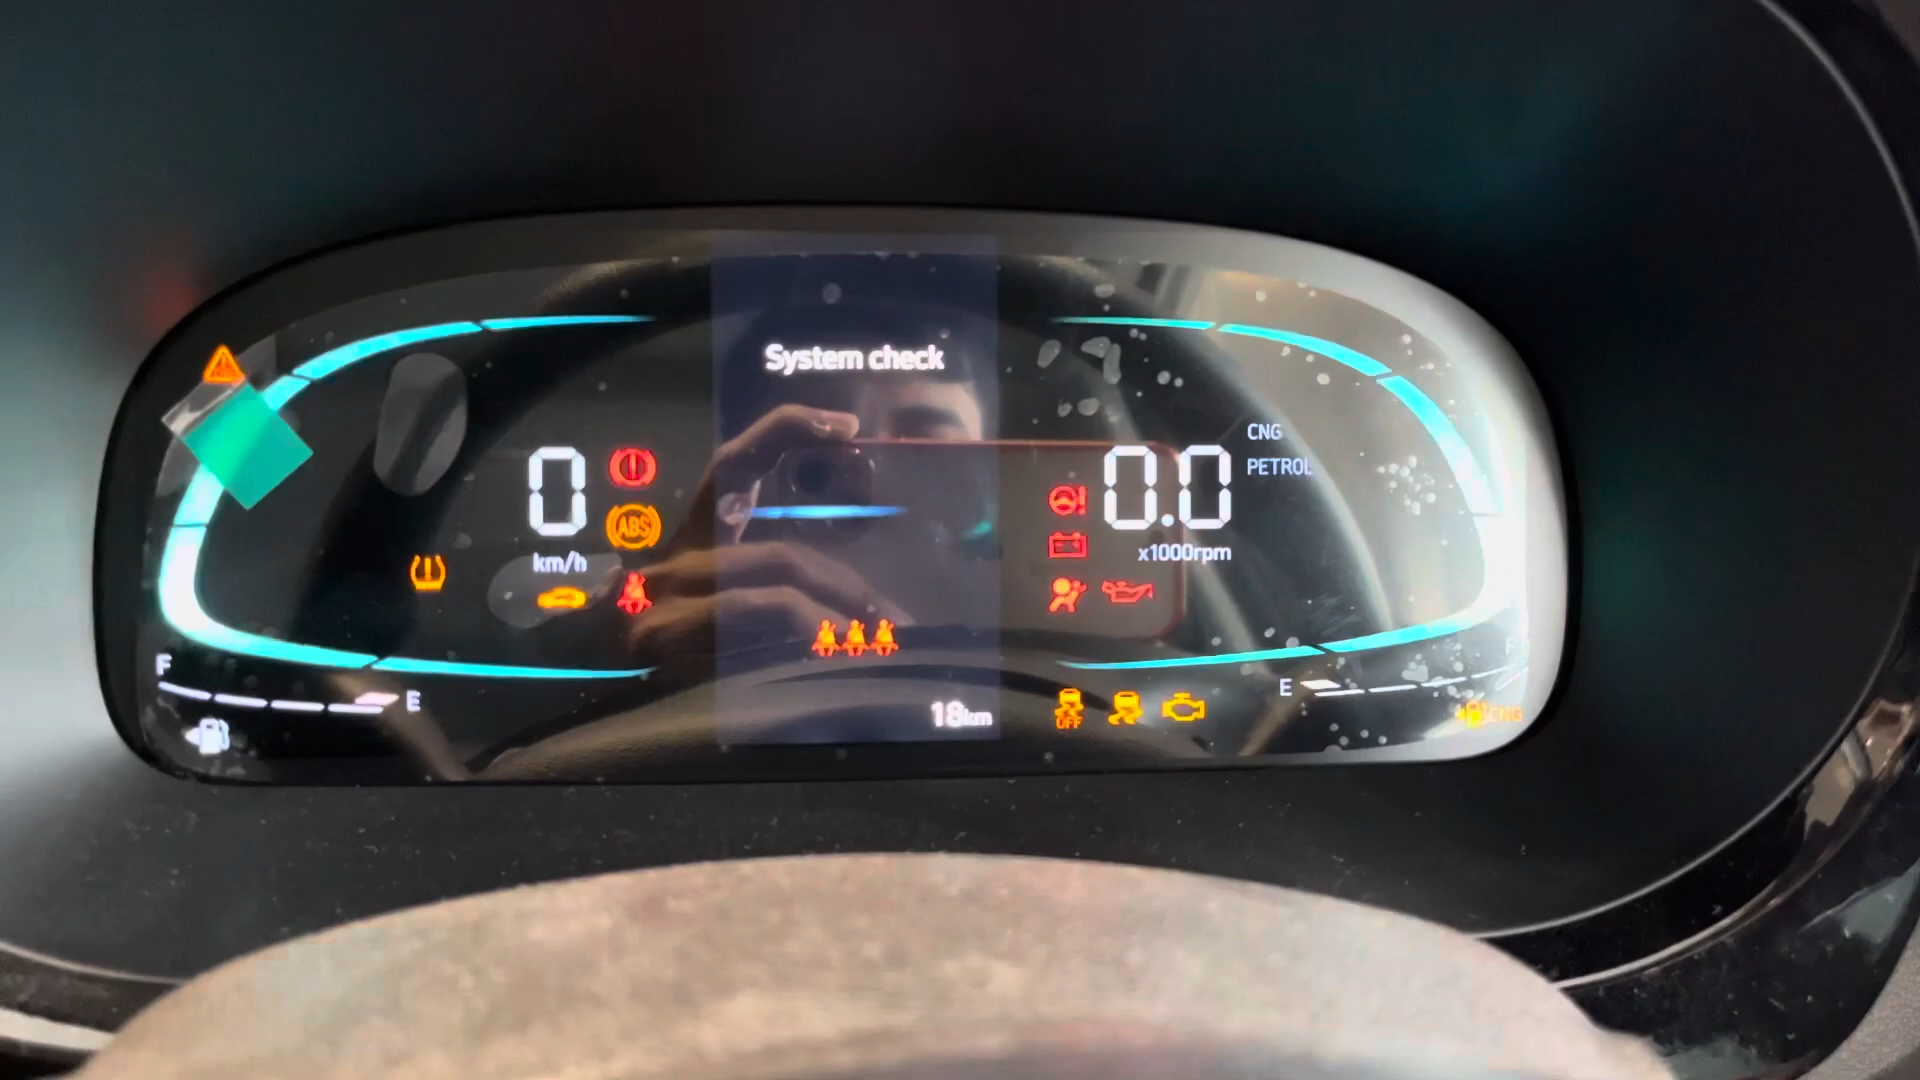 System check
0
km/h
ABS
0.0
CNG
PETROL
x1000rpm
F
E
18km
OFF
E
F
CNG